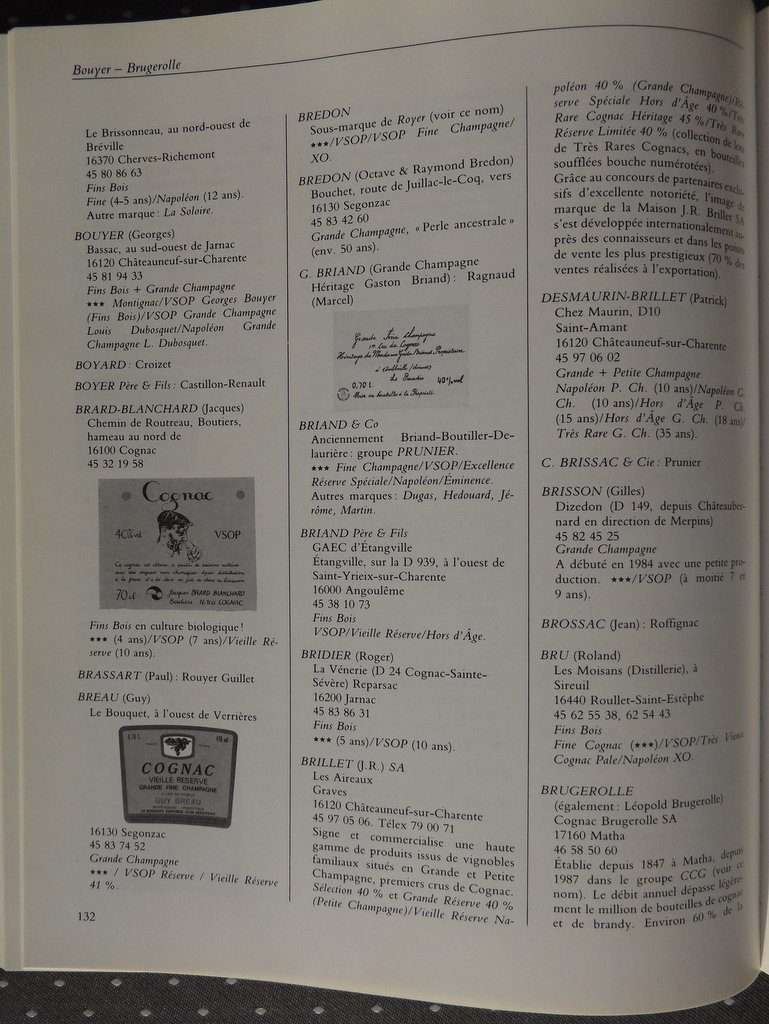 Bouyer – Brugerolle
Le Brissonneau, au nord-ouest de
Bréville
16370 Cherves-Richemont
45 80 86 63
Fins Bois
Fine (4-5 ans)/Napoléon (12 ans).
Autre marque : La Soloire.
BOUYER (Georges)
Bassac, au sud-ouest de Jarnac
16120 Châteauneuf-sur-Charente
45 81 94 33
Fins Bois + Grande Champagne
★★★ Montignac/VSOP Georges Bouyer
(Fins Bois)/VSOP Grande Champagne
Louis Dubosquet/Napoléon Grande
Champagne L. Dubosquet.
BOYARD : Croizet
BOYER Père & Fils : Castillon-Renault
BRARD-BLANCHARD (Jacques)
Chemin de Routreau, Boutiers,
hameau au nord de
16100 Cognac
45 32 19 58
Cognac
40% vol VSOP
70 cl Jacques BRARD BLANCHARD
Boutiers 16100 COGNAC
Fins Bois en culture biologique !
★★★ (4 ans)/VSOP (7 ans)/Vieille Ré-
serve (10 ans).
BRASSART (Paul) : Rouyer Guillet
BREAU (Guy)
Le Bouquet, à l'ouest de Verrières
COGNAC
VIEILLE RESERVE
GRANDE FINE CHAMPAGNE
GUY BREAU
16130 Segonzac
45 83 74 52
Grande Champagne
★★★ / VSOP Réserve / Vieille Réserve
41 %.
132
BREDON
Sous-marque de Royer (voir ce nom)
★★★/VSOP/VSOP Fine Champagne/
XO.
BREDON (Octave & Raymond Bredon)
Bouchet, route de Juillac-le-Coq, vers
16130 Segonzac
45 83 42 60
Grande Champagne, « Perle ancestrale »
(env. 50 ans).
G. BRIAND (Grande Champagne
Héritage Gaston Briand) : Ragnaud
(Marcel)
Grande Fine Champagne
1er Cru du Cognac
Le Paradis
0,70 L 40% vol
Mise en bouteilles à la Propriété
BRIAND & Co
Anciennement Briand-Boutiller-De-
laurière : groupe PRUNIER.
★★★ Fine Champagne/VSOP/Excellence
Réserve Spéciale/Napoléon/Éminence.
Autres marques : Dugas, Hedouard, Jé-
rôme, Martin.
BRIAND Père & Fils
GAEC d'Étangville
Étangville, sur la D 939, à l'ouest de
Saint-Yrieix-sur-Charente
16000 Angoulême
45 38 10 73
Fins Bois
VSOP/Vieille Réserve/Hors d'Âge.
BRIDIER (Roger)
La Vénerie (D 24 Cognac-Sainte-
Sévère) Reparsac
16200 Jarnac
45 83 86 31
Fins Bois
★★★ (5 ans)/VSOP (10 ans).
BRILLET (J.R.) SA
Les Aireaux
Graves
16120 Châteauneuf-sur-Charente
45 97 05 06. Télex 79 00 71
Signe et commercialise une haute
gamme de produits issus de vignobles
familiaux situés en Grande et Petite
Champagne, premiers crus de Cognac.
Sélection 40 % et Grande Réserve 40 %
(Petite Champagne)/Vieille Réserve Na-
poléon 40 % (Grande Champagne)/Ré-
serve Spéciale Hors d'Âge 40 %/Très
Rare Cognac Héritage 45 %/Très Rare
Réserve Limitée 40 % (collection de
de Très Rares Cognacs, en bouteilles
soufflées bouche numérotées).
Grâce au concours de partenaires exclu-
sifs d'excellente notoriété, l'image de
marque de la Maison J.R. Brillet SA
s'est développée internationalement au-
près des connaisseurs et dans les points
de vente les plus prestigieux (70 % des
ventes réalisées à l'exportation).
DESMAURIN-BRILLET (Patrick)
Chez Maurin, D10
Saint-Amant
16120 Châteauneuf-sur-Charente
45 97 06 02
Grande + Petite Champagne
Napoléon P. Ch. (10 ans)/Napoléon G.
Ch. (10 ans)/Hors d'Âge P. Ch.
(15 ans)/Hors d'Âge G. Ch. (18 ans)/
Très Rare G. Ch. (35 ans).
C. BRISSAC & Cie : Prunier
BRISSON (Gilles)
Dizedon (D 149, depuis Châteauber-
nard en direction de Merpins)
45 82 45 25
Grande Champagne
A débuté en 1984 avec une petite pro-
duction. ★★★/VSOP (à moitié 7 et
9 ans).
BROSSAC (Jean) : Roffignac
BRU (Roland)
Les Moisans (Distillerie), à
Sireuil
16440 Roullet-Saint-Estèphe
45 62 55 38, 62 54 43
Fins Bois
Fine Cognac (★★★)/VSOP/Très Vieux
Cognac Pale/Napoléon XO.
BRUGEROLLE
(également : Léopold Brugerolle)
Cognac Brugerolle SA
17160 Matha
46 58 50 60
Établie depuis 1847 à Matha, depuis
1987 dans le groupe CCG (voir ce
nom). Le débit annuel dépasse légère-
ment le million de bouteilles de cognac
et de brandy. Environ 60 % de la